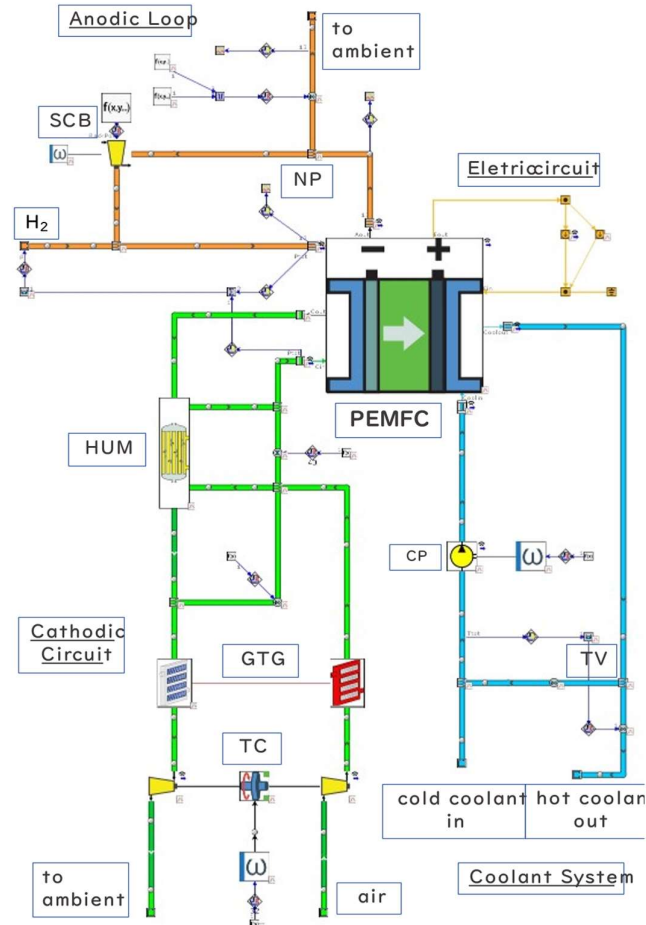 Anodic Loop
to
ambient
f(x,y..)
SCB
ω
NP
Eletriccircuit
H₂
PEMFC
HUM
CP
ω
Cathodic
Circuit
GTG
TV
TC
cold coolant
in
hot coolant
out
ω
to
ambient
air
Coolant System